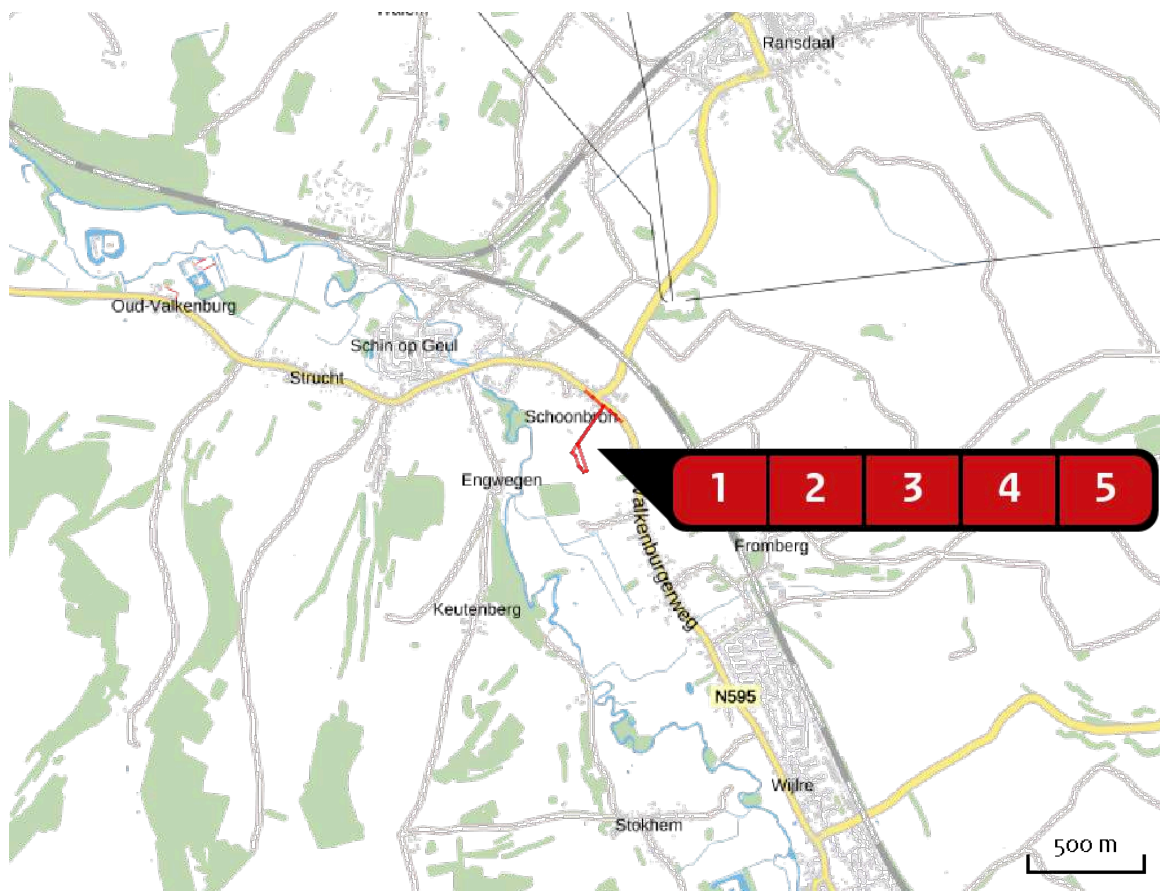 Walem
Ransdaal
Oud-Valkenburg
Schin op Geul
Strucht
Schoonbron
Engwegen
1 2 3 4 5
Valkenburgerweg
Fromberg
Keutenberg
N595
Wijlre
Stokhem
500 m